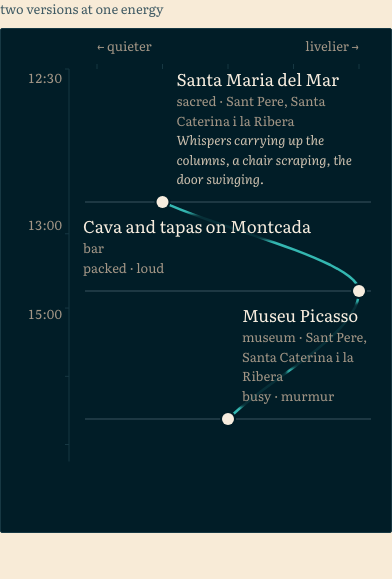 two versions at one energy
← quieter
livelier →
12:30
Santa Maria del Mar
sacred · Sant Pere, Santa
Caterina i la Ribera
Whispers carrying up the
columns, a chair scraping, the
door swinging.
13:00
Cava and tapas on Montcada
bar
packed · loud
15:00
Museu Picasso
museum · Sant Pere,
Santa Caterina i la
Ribera
busy · murmur